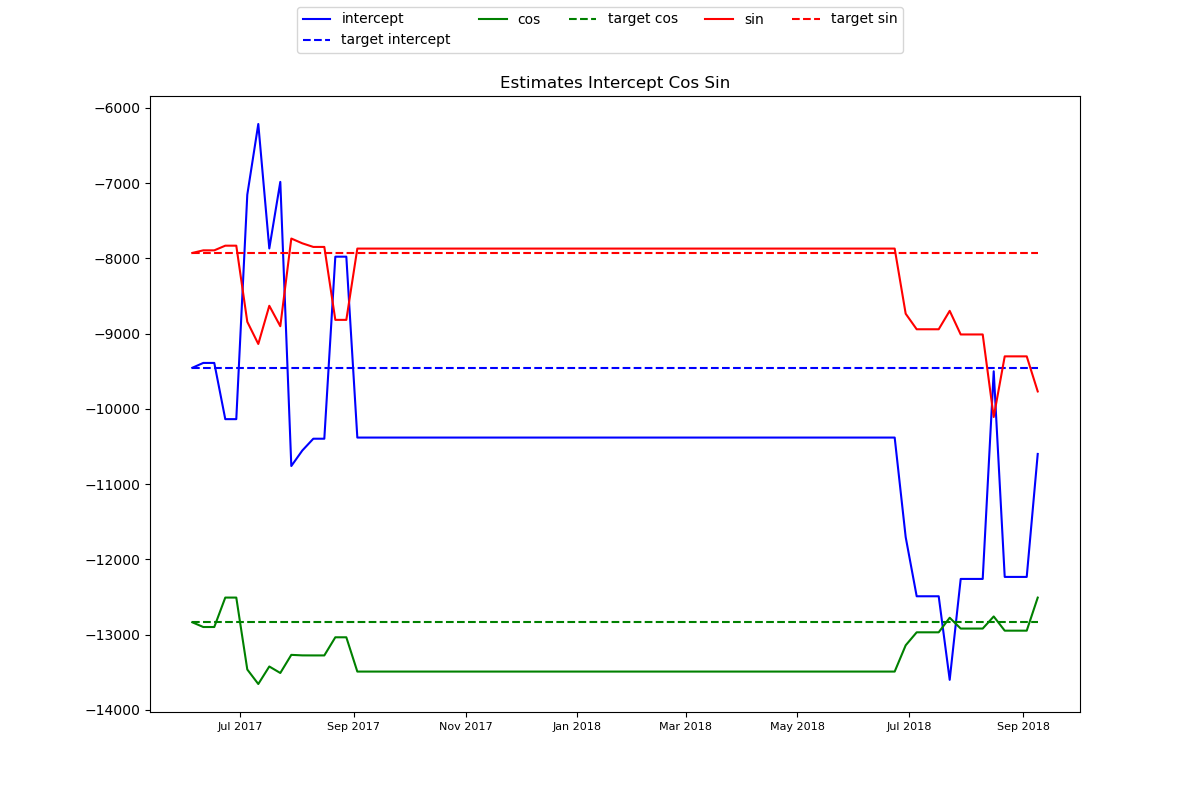 intercept cos target cos sin target sin
target intercept
Estimates Intercept Cos Sin
−6000
−7000
−8000
−9000
−10000
−11000
−12000
−13000
−14000
Jul 2017 Sep 2017 Nov 2017 Jan 2018 Mar 2018 May 2018 Jul 2018 Sep 2018